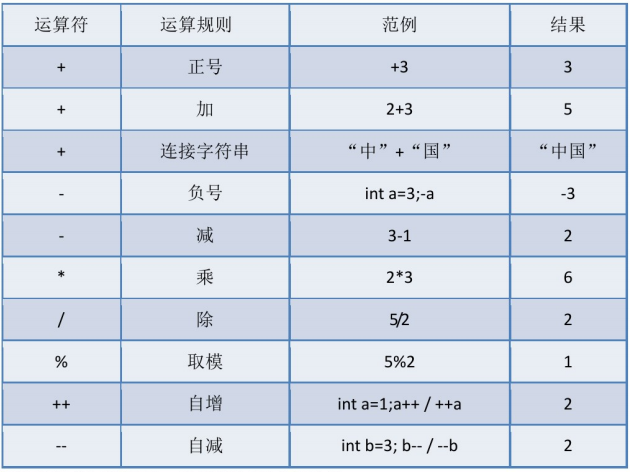 运算符 运算规则 范例 结果
+ 正号 +3 3
+ 加 2+3 5
+ 连接字符串 “中”+“国” “中国”
- 负号 int a=3;-a -3
- 减 3-1 2
* 乘 2*3 6
/ 除 5/2 2
% 取模 5%2 1
++ 自增 int a=1;a++ / ++a 2
-- 自减 int b=3; b-- / --b 2